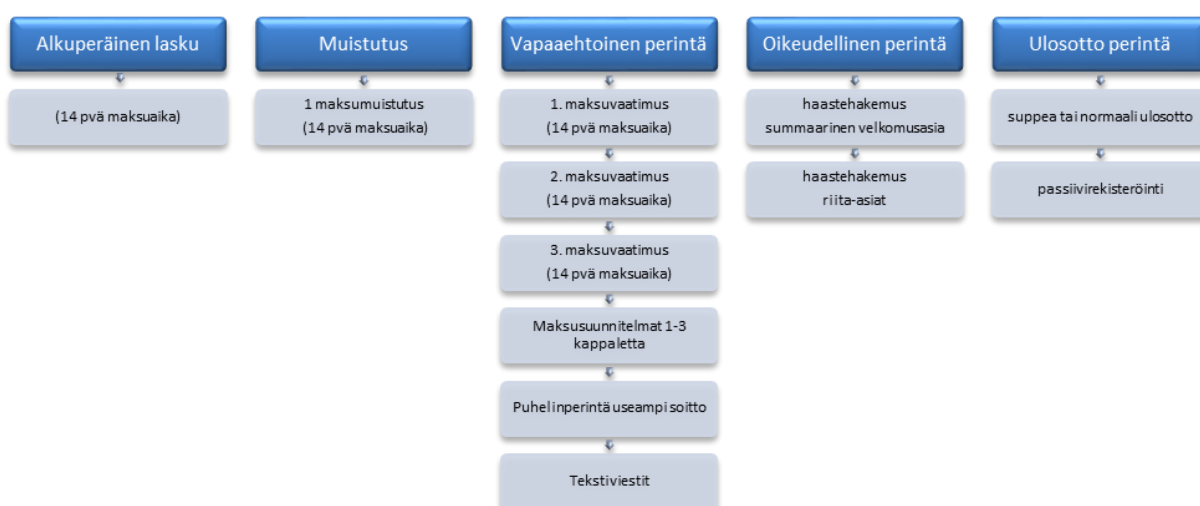 Alkuperäinen lasku
(14 pvä maksuaika)
Muistutus
1 maksumuistutus
(14 pvä maksuaika)
Vapaaehtoinen perintä
1. maksuvaatimus
(14 pvä maksuaika)
2. maksuvaatimus
(14 pvä maksuaika)
3. maksuvaatimus
(14 pvä maksuaika)
Maksusuunnitelmat 1-3
kappaletta
Puhelinperintä useampi soitto
Tekstiviestit
Oikeudellinen perintä
haastehakemus
summaarinen velkomusasia
haastehakemus
riita-asiat
Ulosotto perintä
suppea tai normaali ulosotto
passiivirekisteröinti